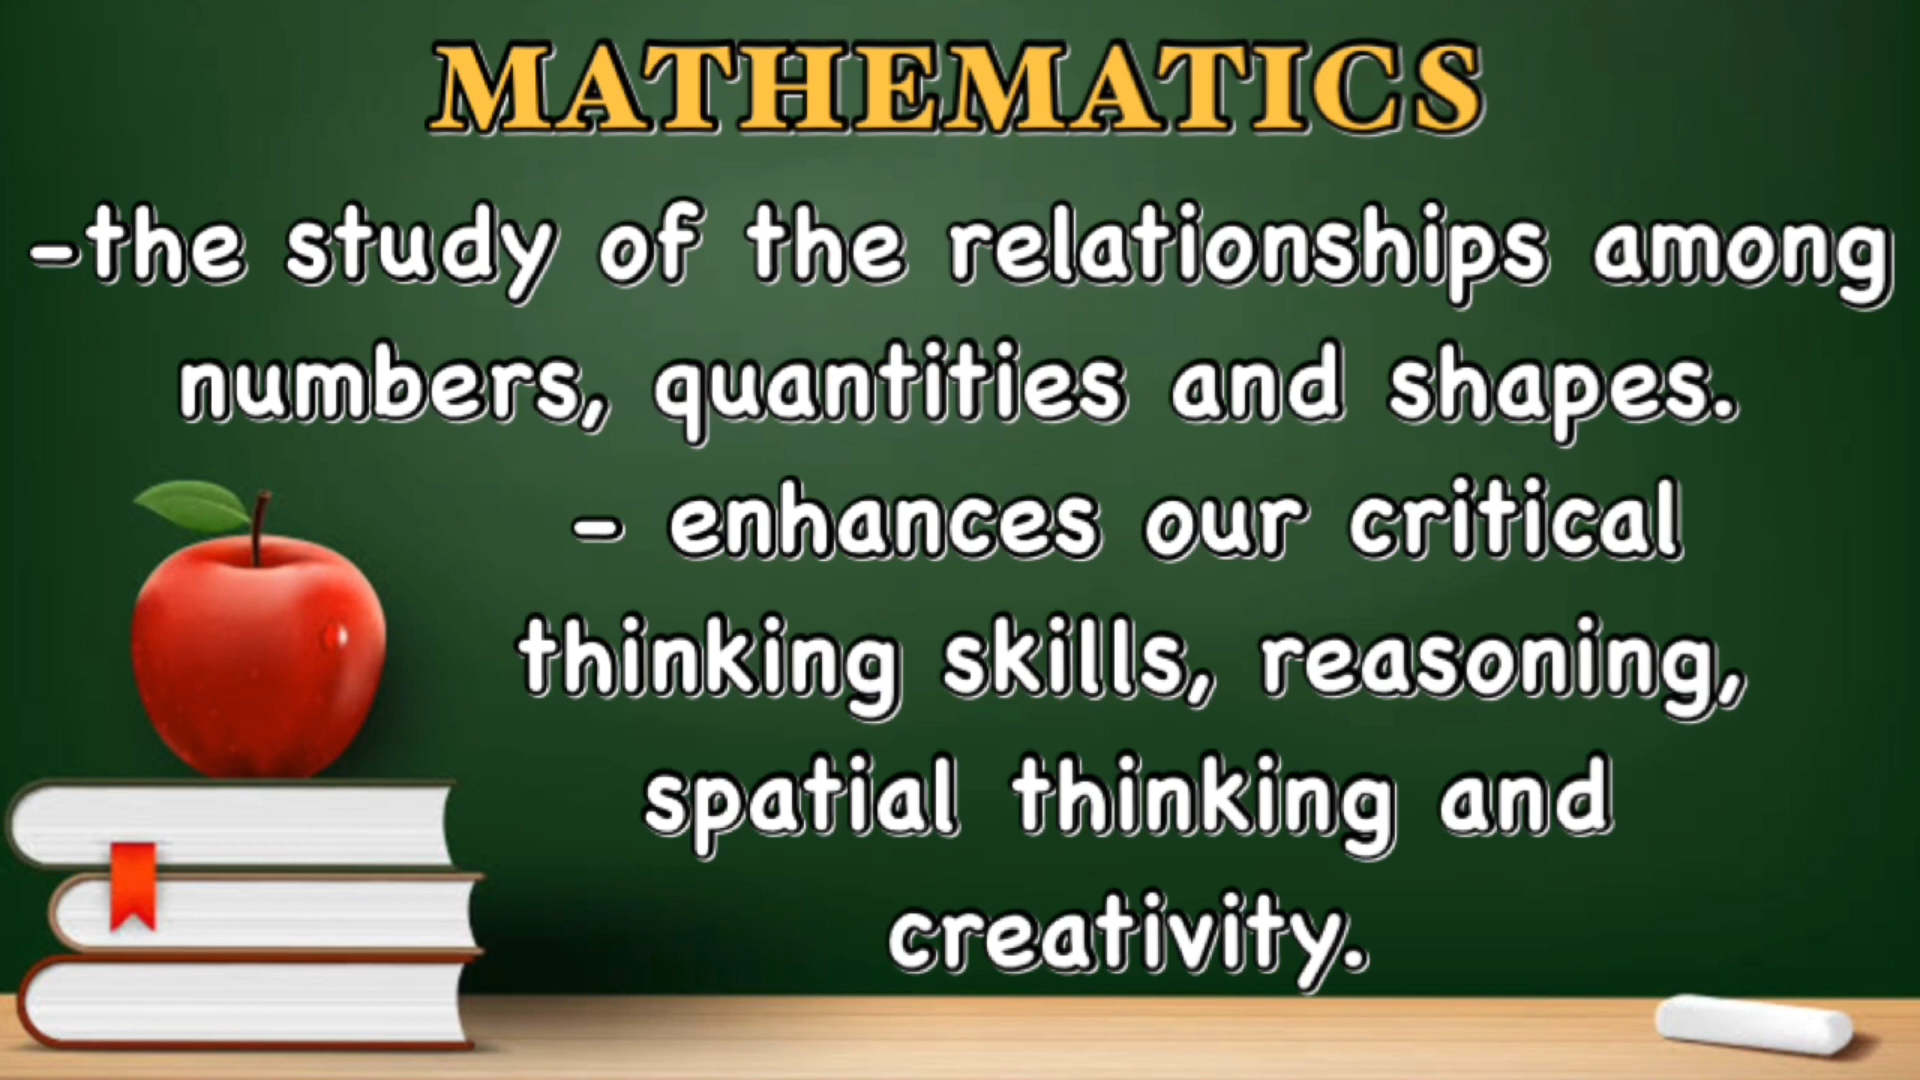 MATHEMATICS
-the study of the relationships among
numbers, quantities and shapes.
- enhances our critical
thinking skills, reasoning,
spatial thinking and
creativity.